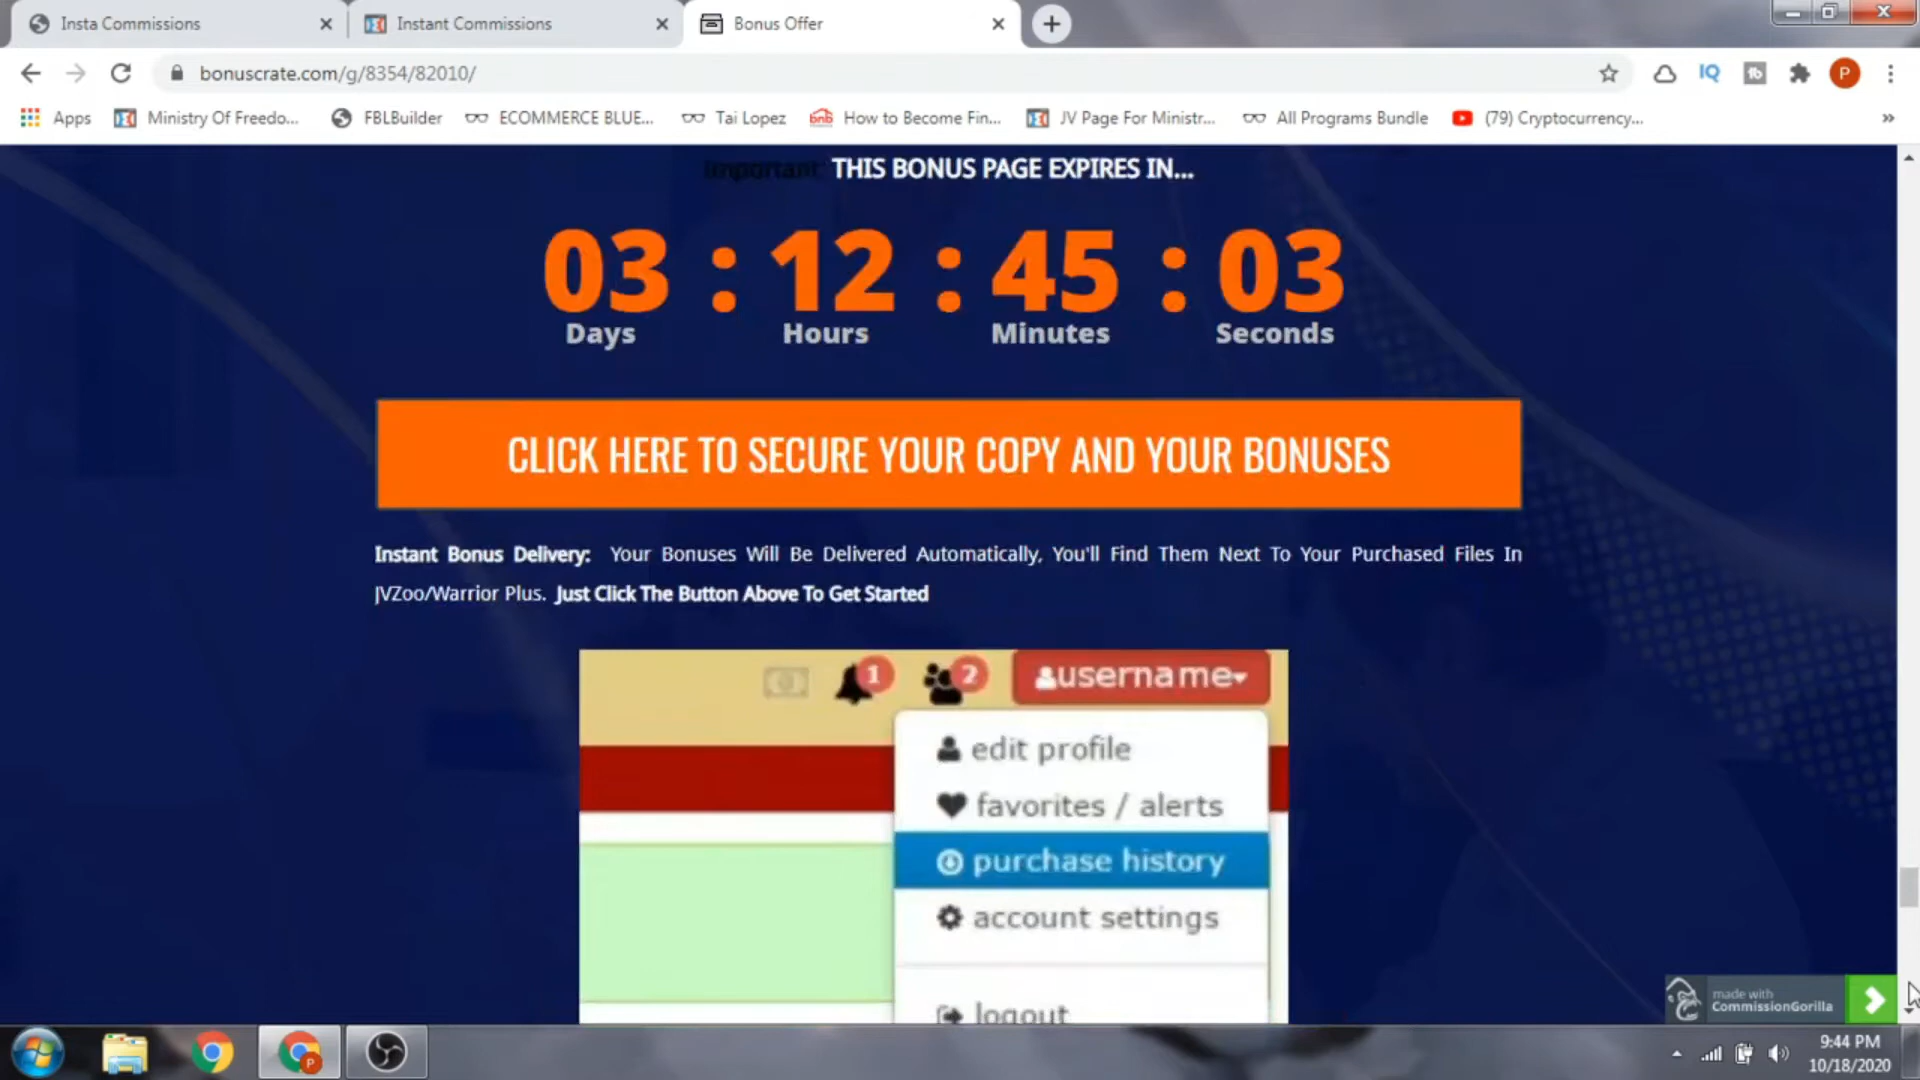 Insta Commissions
Instant Commissions
Bonus Offer
bonuscrate.com/g/8354/82010/
IQ
tb
P
Apps
Ministry Of Freedo...
FBLBuilder
ECOMMERCE BLUE...
Tai Lopez
bnb
How to Become Fin...
JV Page For Ministr...
All Programs Bundle
(79) Cryptocurrency...
»
Important: THIS BONUS PAGE EXPIRES IN...
03 : 12 : 45 : 03
Days Hours Minutes Seconds
CLICK HERE TO SECURE YOUR COPY AND YOUR BONUSES
Instant Bonus Delivery: Your Bonuses Will Be Delivered Automatically, You'll Find Them Next To Your Purchased Files In
JVZoo/Warrior Plus. Just Click The Button Above To Get Started
1
2
username
edit profile
favorites / alerts
purchase history
account settings
logout
made with
CommissionGorilla
P
9:44 PM
10/18/2020